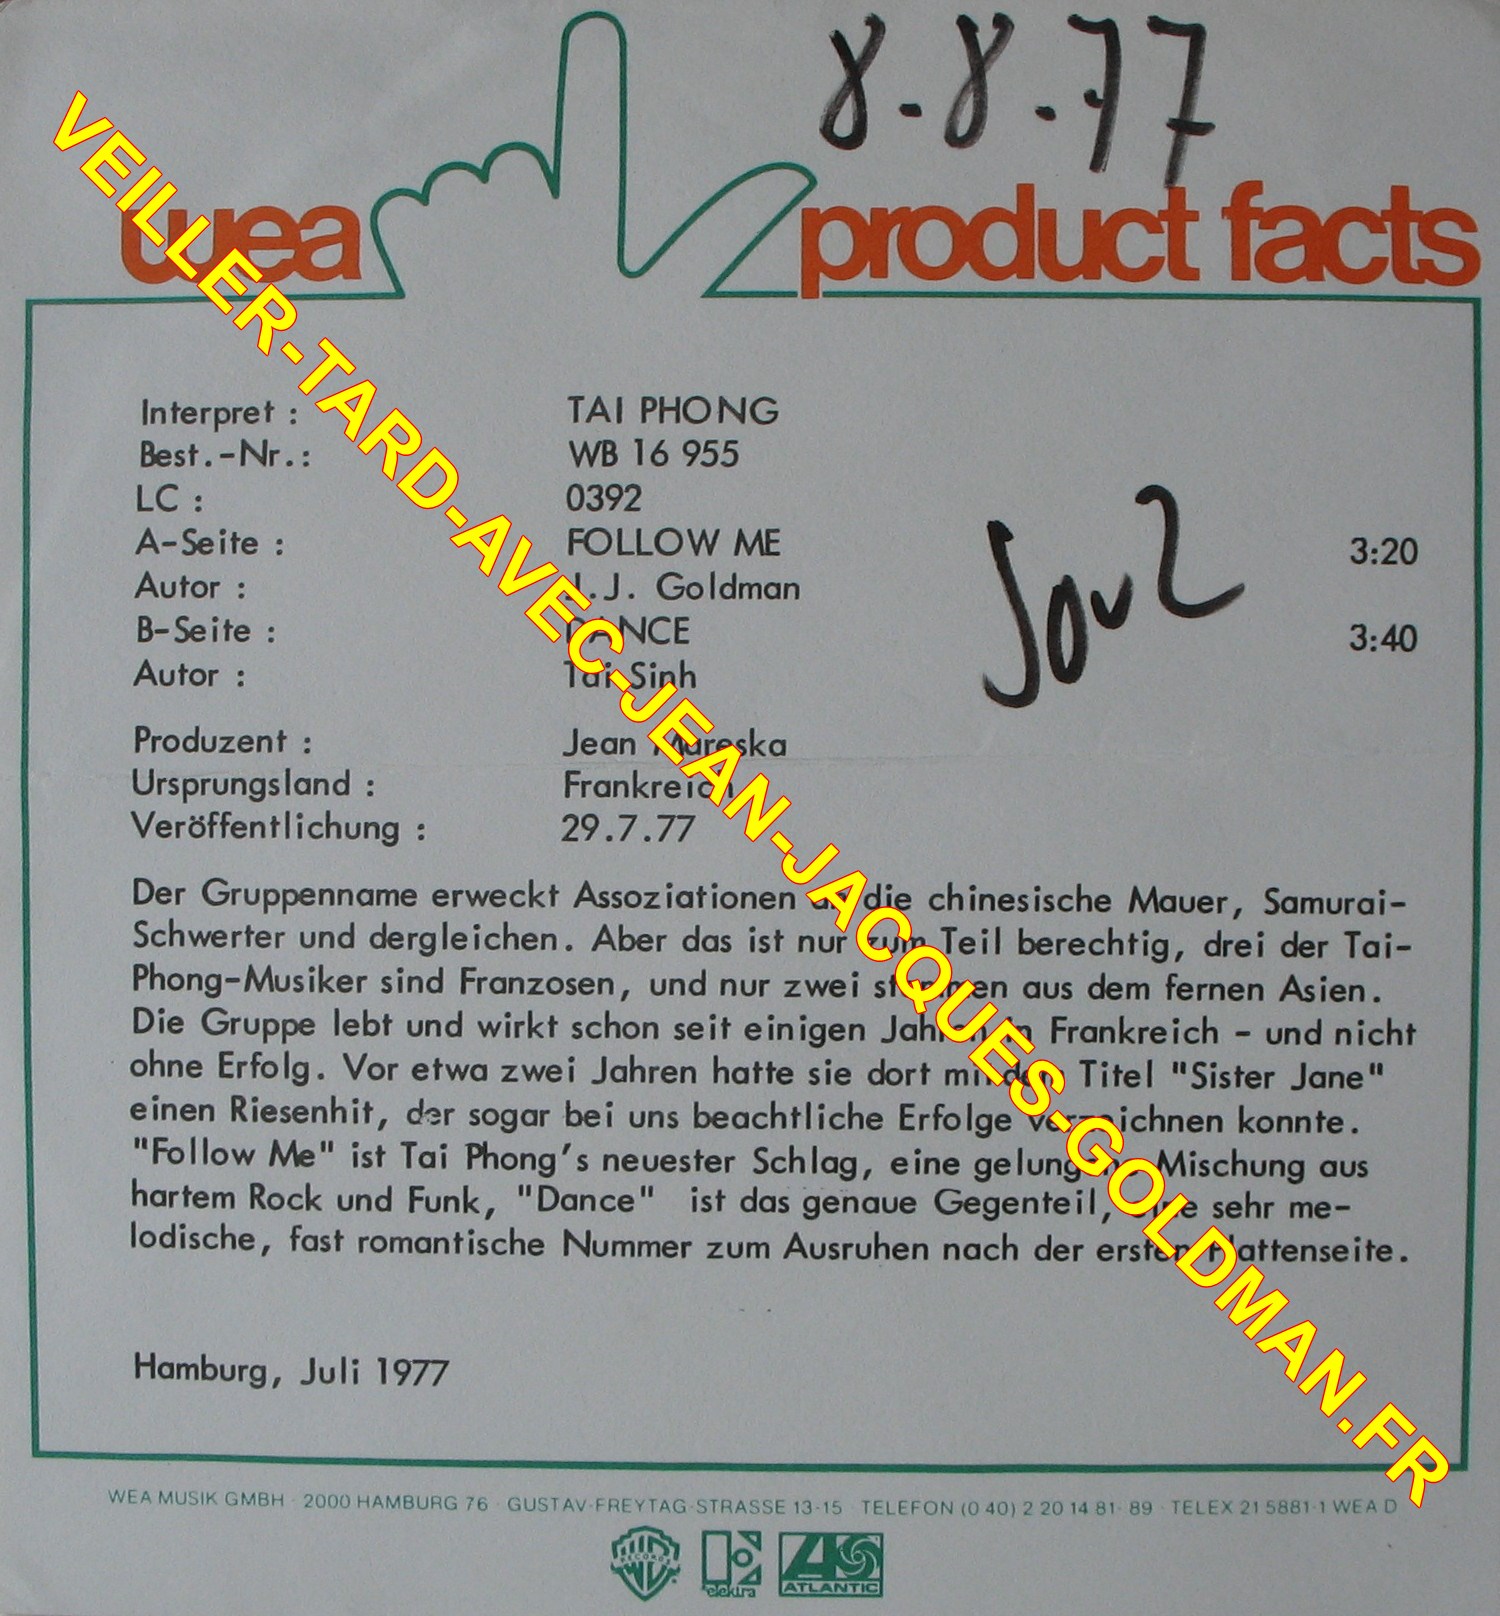 8.8.77
wea product facts
Interpret : TAI PHONG
Best.-Nr.: WB 16 955
LC : 0392
A-Seite : FOLLOW ME 3:20
Autor : J.J. Goldman
B-Seite : DANCE 3:40
Autor : Tai Sinh
Produzent : Jean Mareska
Ursprungsland : Frankreich
Veröffentlichung : 29.7.77
Der Gruppenname erweckt Assoziationen an die chinesische Mauer, Samurai-
Schwerter und dergleichen. Aber das ist nur zum Teil berechtig, drei der Tai-
Phong-Musiker sind Franzosen, und nur zwei stammen aus dem fernen Asien.
Die Gruppe lebt und wirkt schon seit einigen Jahren in Frankreich - und nicht
ohne Erfolg. Vor etwa zwei Jahren hatte sie dort mit dem Titel "Sister Jane"
einen Riesenhit, der sogar bei uns beachtliche Erfolge verzeichnen konnte.
"Follow Me" ist Tai Phong's neuester Schlag, eine gelungene Mischung aus
hartem Rock und Funk, "Dance" ist das genaue Gegenteil, eine sehr me-
lodische, fast romantische Nummer zum Ausruhen nach der ersten Plattenseite.
Hamburg, Juli 1977
WEA MUSIK GMBH · 2000 HAMBURG 76 · GUSTAV-FREYTAG-STRASSE 13-15 · TELEFON (0 40) 2 20 14 81-89 · TELEX 21 5881-1 WEA D
WB RECORDS
elektra
ATLANTIC
VEILLER-TARD-AVEC-JEAN-JACQUES-GOLDMAN.FR